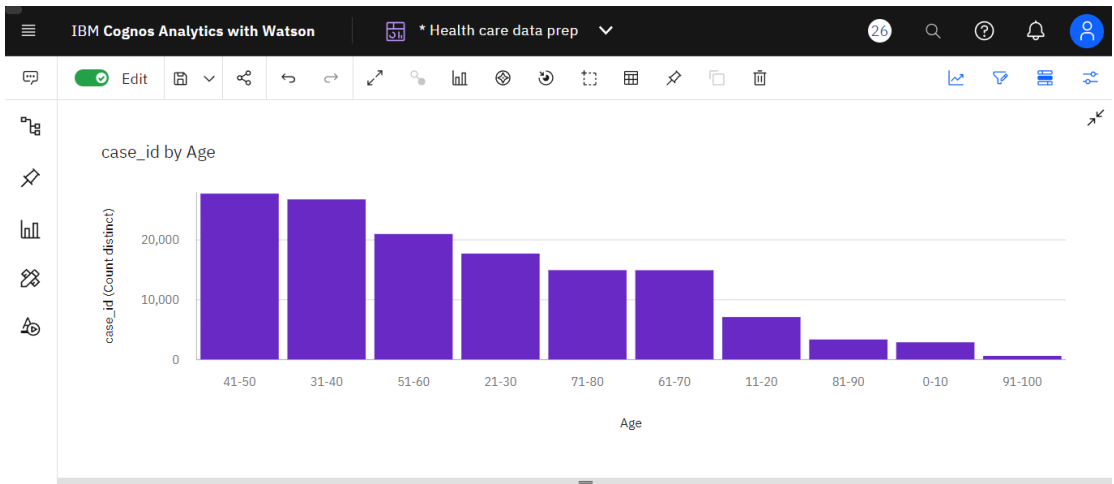 IBM Cognos Analytics with Watson
* Health care data prep
26
Edit
case_id by Age
case_id (Count distinct)
20,000
10,000
0
41-50 31-40 51-60 21-30 71-80 61-70 11-20 81-90 0-10 91-100
Age